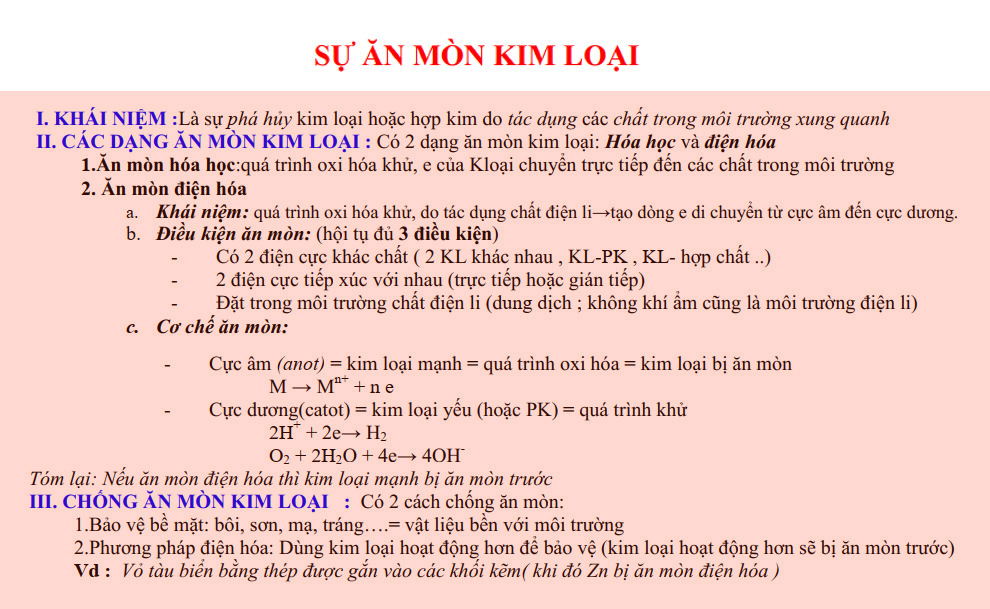 SỰ ĂN MÒN KIM LOẠI
I. KHÁI NIỆM :Là sự phá hủy kim loại hoặc hợp kim do tác dụng các chất trong môi trường xung quanh
II. CÁC DẠNG ĂN MÒN KIM LOẠI : Có 2 dạng ăn mòn kim loại: Hóa học và điện hóa
1.Ăn mòn hóa học:quá trình oxi hóa khử, e của Kloại chuyển trực tiếp đến các chất trong môi trường
2. Ăn mòn điện hóa
a. Khái niệm: quá trình oxi hóa khử, do tác dụng chất điện li→tạo dòng e di chuyển từ cực âm đến cực dương.
b. Điều kiện ăn mòn: (hội tụ đủ 3 điều kiện)
- Có 2 điện cực khác chất ( 2 KL khác nhau , KL-PK , KL- hợp chất ..)
- 2 điện cực tiếp xúc với nhau (trực tiếp hoặc gián tiếp)
- Đặt trong môi trường chất điện li (dung dịch ; không khí ẩm cũng là môi trường điện li)
c. Cơ chế ăn mòn:
- Cực âm (anot) = kim loại mạnh = quá trình oxi hóa = kim loại bị ăn mòn
M → Mⁿ⁺ + n e
- Cực dương(catot) = kim loại yếu (hoặc PK) = quá trình khử
2H⁺ + 2e→ H₂
O₂ + 2H₂O + 4e→ 4OH⁻
Tóm lại: Nếu ăn mòn điện hóa thì kim loại mạnh bị ăn mòn trước
III. CHỐNG ĂN MÒN KIM LOẠI : Có 2 cách chống ăn mòn:
1.Bảo vệ bề mặt: bôi, sơn, mạ, tráng….= vật liệu bền với môi trường
2.Phương pháp điện hóa: Dùng kim loại hoạt động hơn để bảo vệ (kim loại hoạt động hơn sẽ bị ăn mòn trước)
Vd : Vỏ tàu biển bằng thép được gắn vào các khối kẽm( khi đó Zn bị ăn mòn điện hóa )